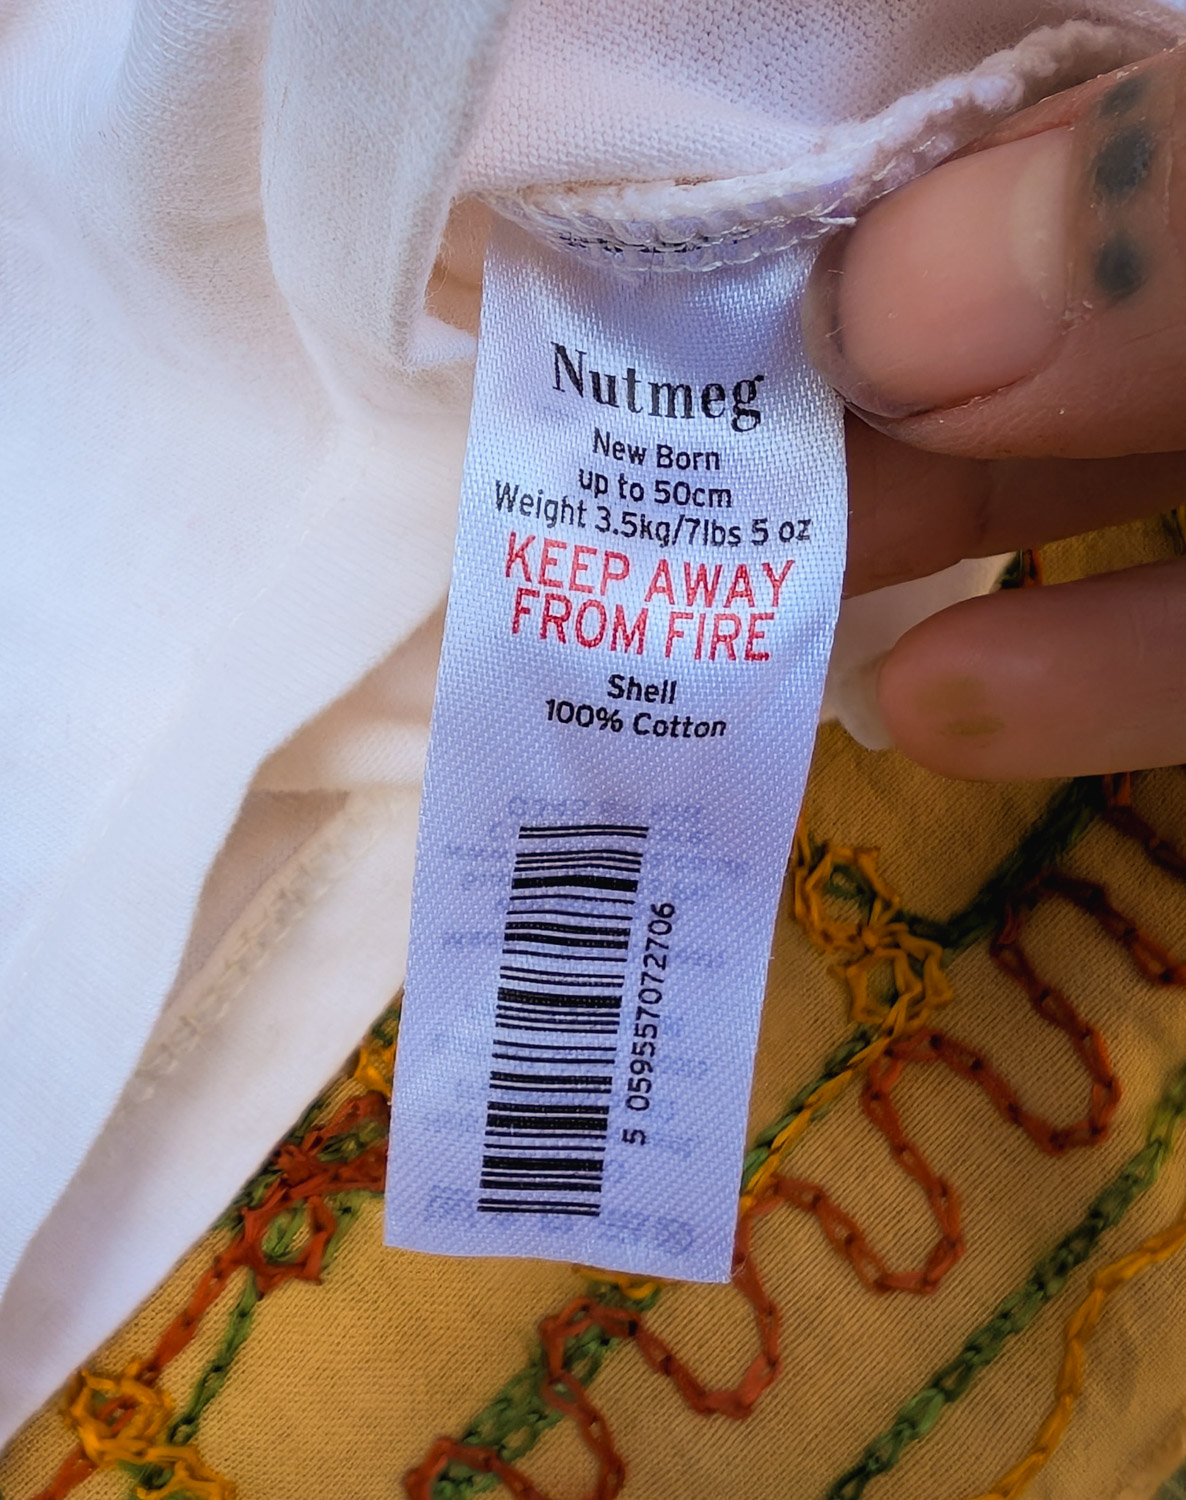 Nutmeg
New Born
up to 50cm
Weight 3.5kg/7lbs 5 oz
KEEP AWAY
FROM FIRE
Shell
100% Cotton
5 059557072706